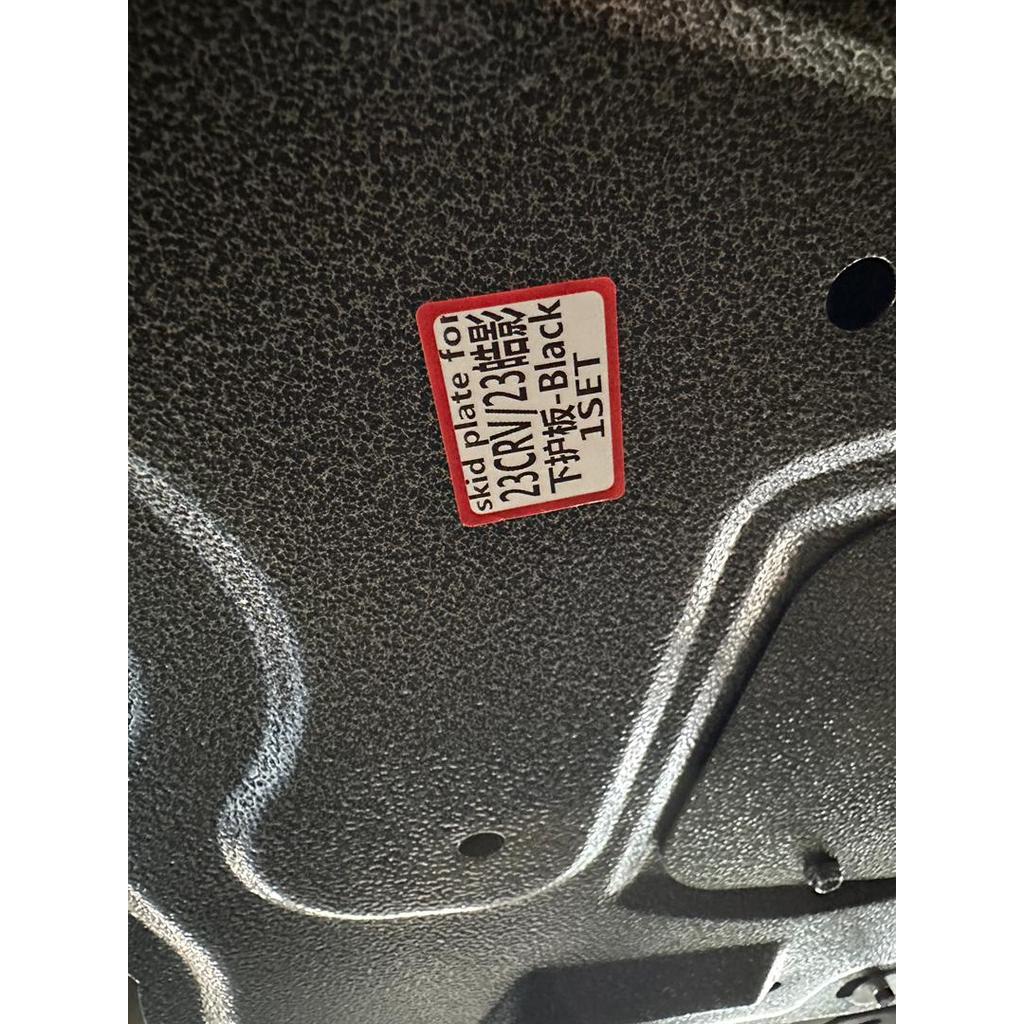 skid plate for
23CRV/23皓影
下护板-Black
1SET